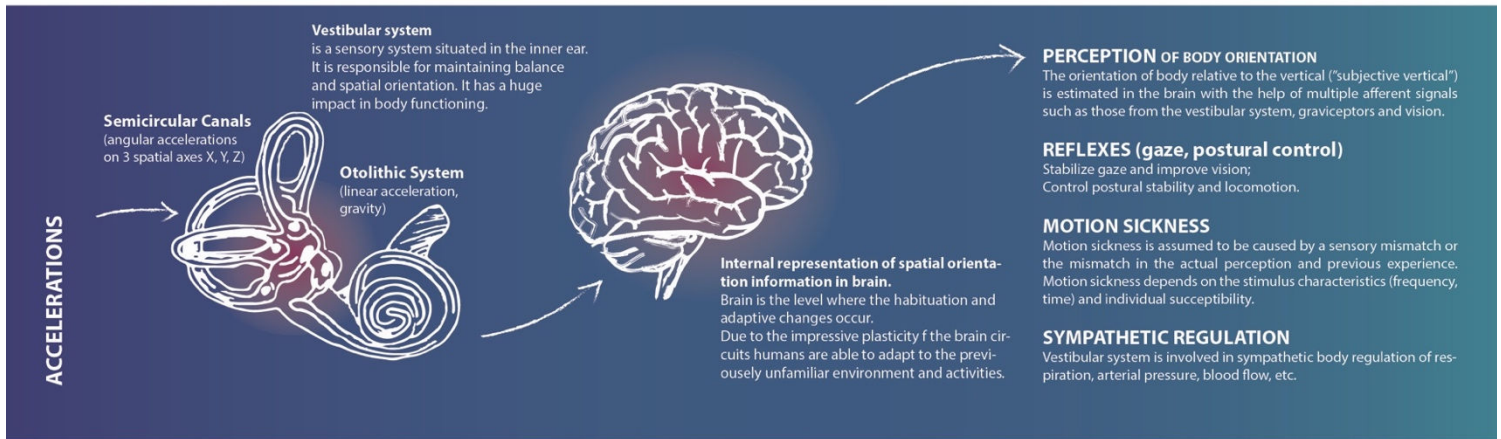 ACCELERATIONS
Semicircular Canals
(angular accelerations
on 3 spatial axes X, Y, Z)
Vestibular system
is a sensory system situated in the inner ear.
It is responsible for maintaining balance
and spatial orientation. It has a huge
impact in body functioning.
Otolithic System
(linear acceleration,
gravity)
Internal representation of spatial orienta-
tion information in brain.
Brain is the level where the habituation and
adaptive changes occur.
Due to the impressive plasticity f the brain cir-
cuits humans are able to adapt to the previ-
ousely unfamiliar environment and activities.
PERCEPTION OF BODY ORIENTATION
The orientation of body relative to the vertical ("subjective vertical")
is estimated in the brain with the help of multiple afferent signals
such as those from the vestibular system, graviceptors and vision.
REFLEXES (gaze, postural control)
Stabilize gaze and improve vision;
Control postural stability and locomotion.
MOTION SICKNESS
Motion sickness is assumed to be caused by a sensory mismatch or
the mismatch in the actual perception and previous experience.
Motion sickness depends on the stimulus characteristics (frequency,
time) and individual succeptibility.
SYMPATHETIC REGULATION
Vestibular system is involved in sympathetic body regulation of res-
piration, arterial pressure, blood flow, etc.